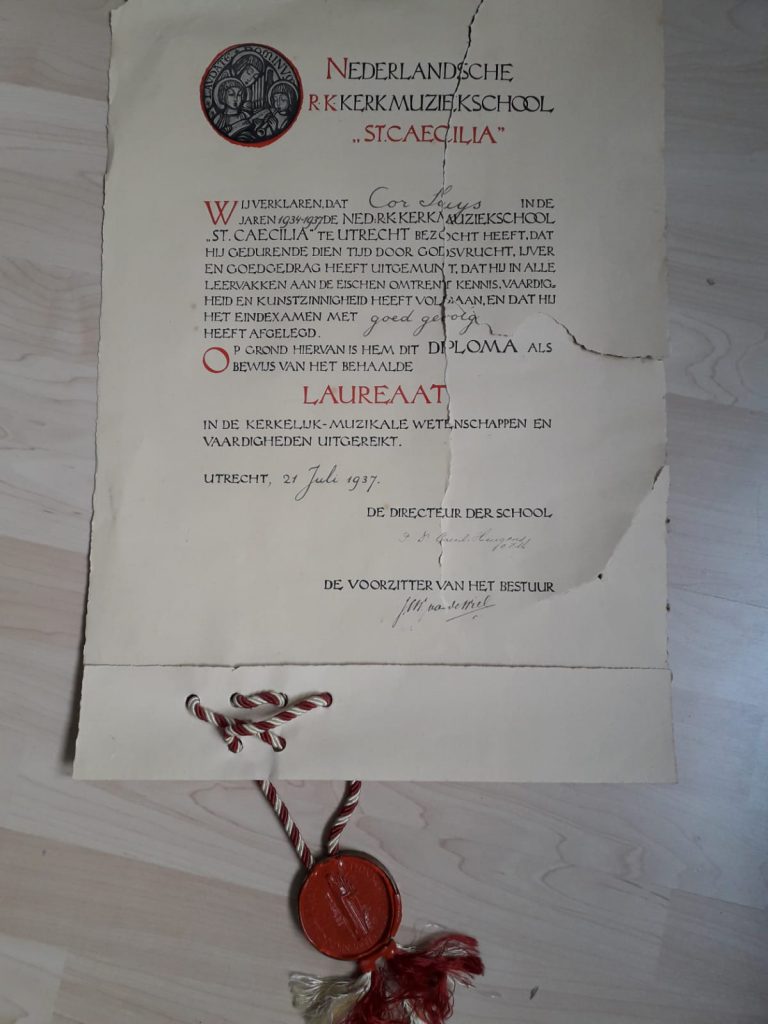 LAUDATE DOMINUM
NEDERLANDSCHE
R·K·KERKMUZIEKSCHOOL
„ST.CAECILIA"
WIJ VERKLAREN, DAT Cor IN DE
JAREN 1934-1937 DE NED: R·K· KERKMUZIEKSCHOOL
„ST. CAECILIA" TE UTRECHT BEZOCHT HEEFT, DAT
HIJ GEDURENDE DIEN TIJD DOOR GODSVRUCHT, IJVER
EN GOEDGEDRAG HEEFT UITGEMUNT, DAT HIJ IN ALLE
LEERVAKKEN AAN DE EISCHEN OMTRENT KENNIS, VAARDIG-
HEID EN KUNSTZINNIGHEID HEEFT VOLDAAN, EN DAT HIJ
HET EINDEXAMEN MET goed gevolg
HEEFT AFGELEGD.
OP GROND HIERVAN IS HEM DIT DIPLOMA ALS
BEWIJS VAN HET BEHAALDE
LAUREAAT
IN DE KERKELIJK-MUZIKALE WETENSCHAPPEN EN
VAARDIGHEDEN UITGEREIKT.
UTRECHT, 21 Juli 1937.
DE DIRECTEUR DER SCHOOL
DE VOORZITTER VAN HET BESTUUR